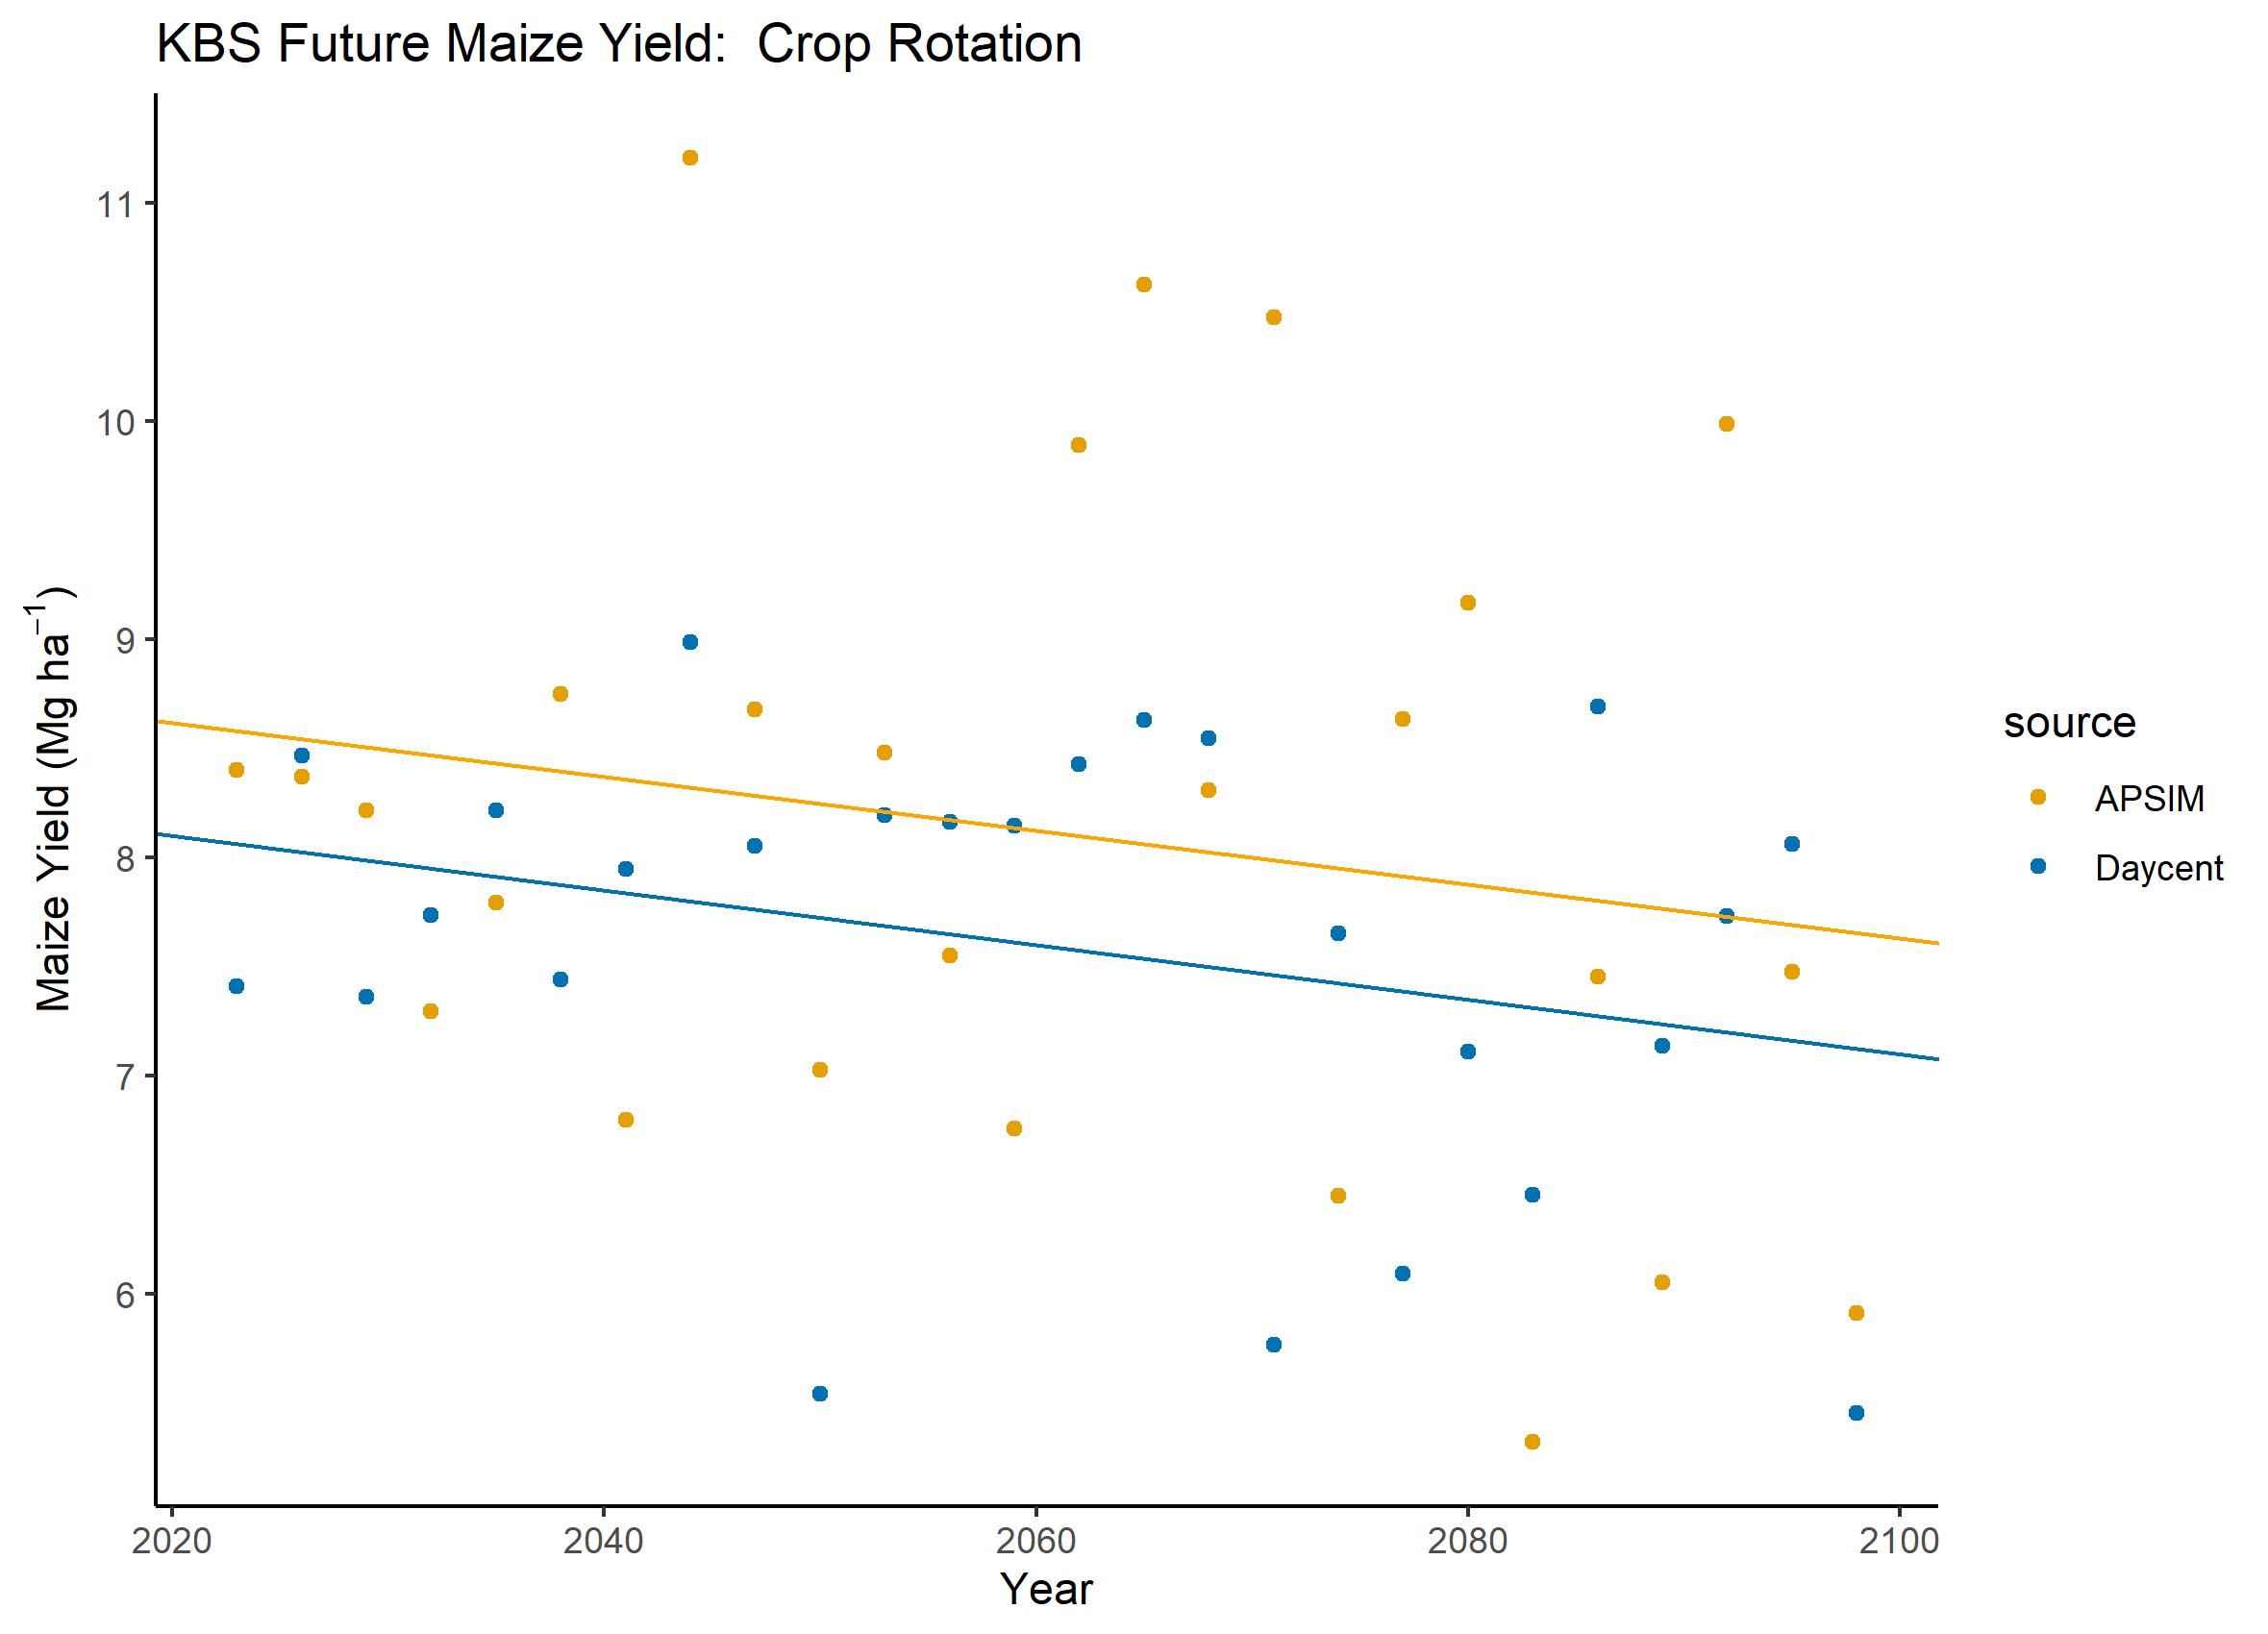 KBS Future Maize Yield:  Crop Rotation
Maize Yield (Mg ha⁻¹)
11
10
9
8
7
6
2020 2040 2060 2080 2100
Year
source
APSIM
Daycent